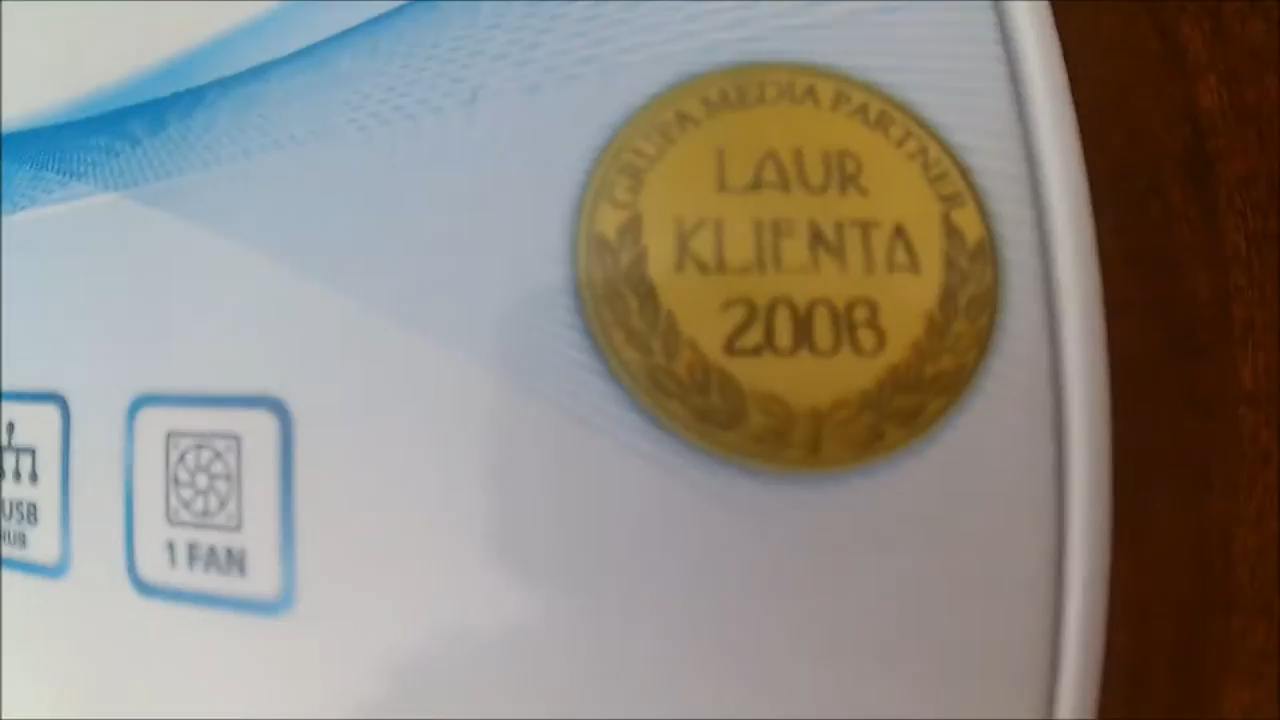 GRUPA MEDIA PARTNER
LAUR
KLIENTA
2008
USB
HUB
1 FAN